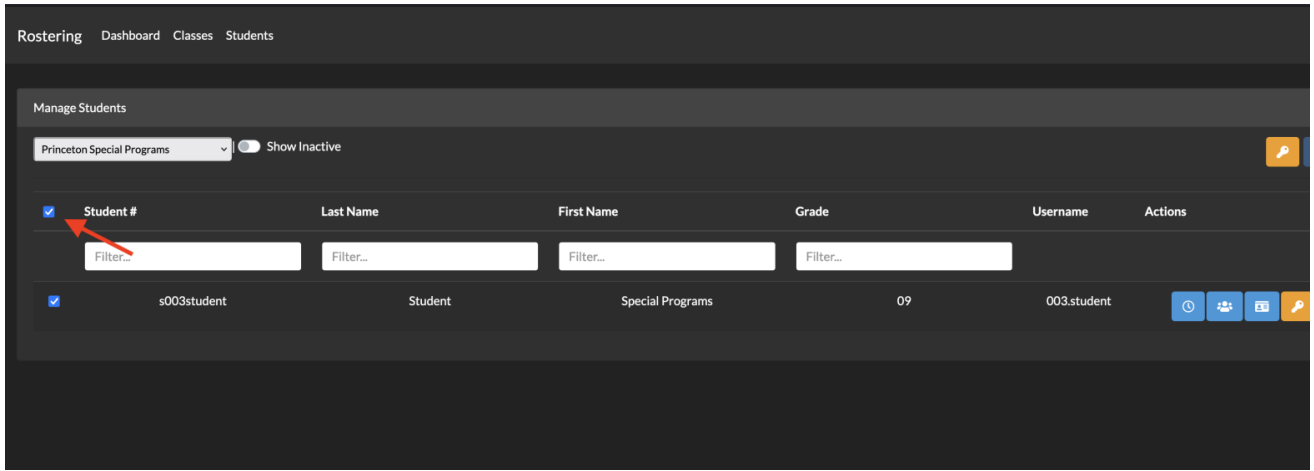 Rostering Dashboard Classes Students
Manage Students
Princeton Special Programs | Show Inactive
Student # Last Name First Name Grade Username Actions
Filter... Filter... Filter... Filter...
s003student Student Special Programs 09 003.student